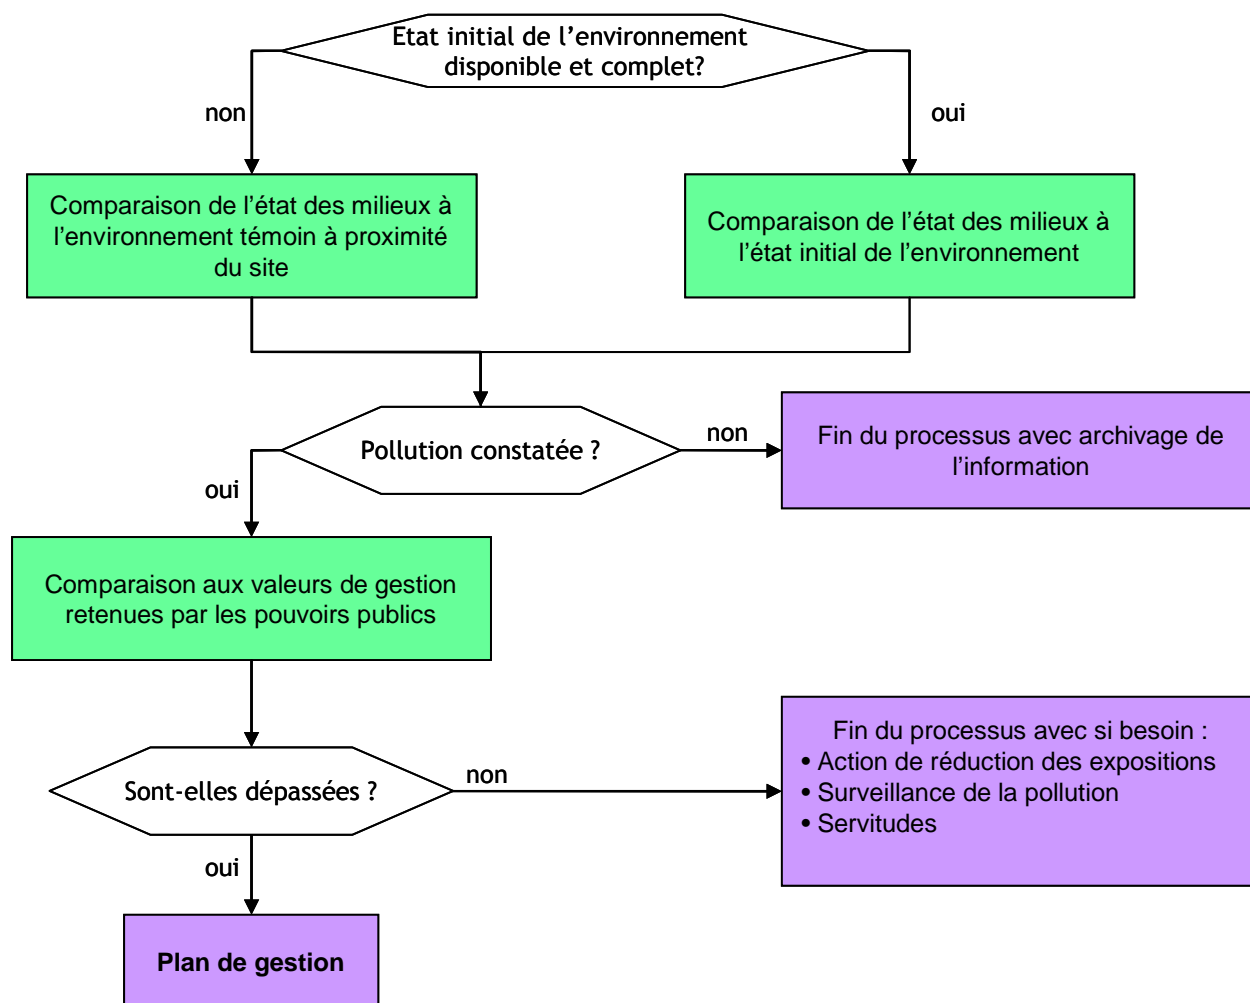 Etat initial de l’environnement
disponible et complet?
non
oui
Comparaison de l’état des milieux à
l’environnement témoin à proximité
du site
Comparaison de l’état des milieux à
l’état initial de l’environnement
Pollution constatée ?
non
Fin du processus avec archivage de
l’information
oui
Comparaison aux valeurs de gestion
retenues par les pouvoirs publics
Sont-elles dépassées ?
non
Fin du processus avec si besoin :
• Action de réduction des expositions
• Surveillance de la pollution
• Servitudes
oui
Plan de gestion